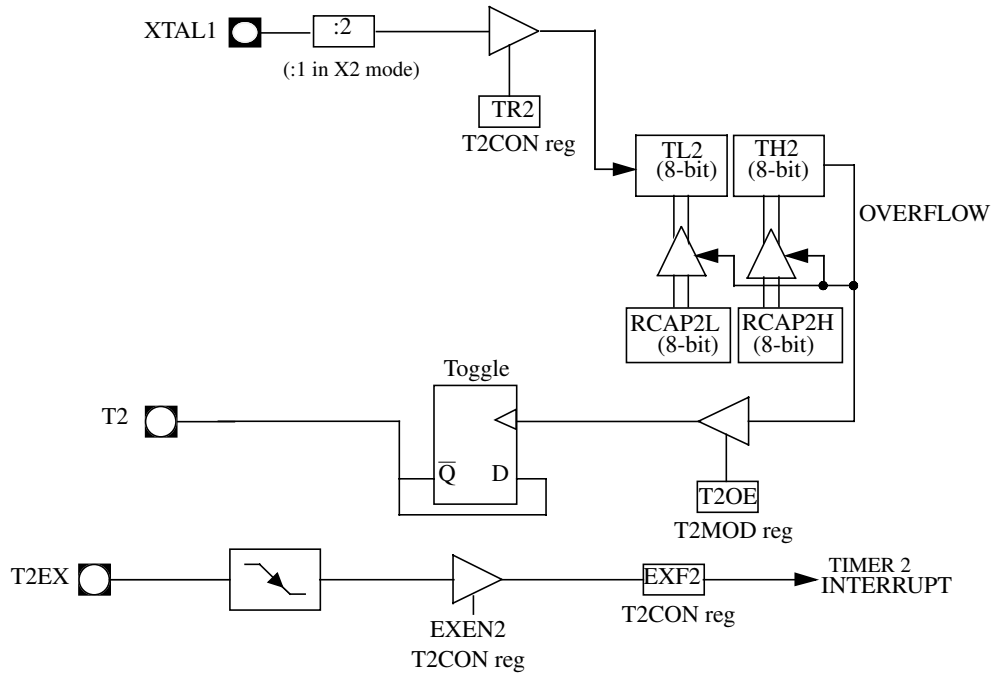 XTAL1
:2
(:1 in X2 mode)
TR2
T2CON reg
TL2
(8-bit)
TH2
(8-bit)
OVERFLOW
RCAP2L
(8-bit)
RCAP2H
(8-bit)
Toggle
T2
Q
D
T2OE
T2MOD reg
T2EX
EXEN2
T2CON reg
EXF2
T2CON reg
TIMER 2
INTERRUPT